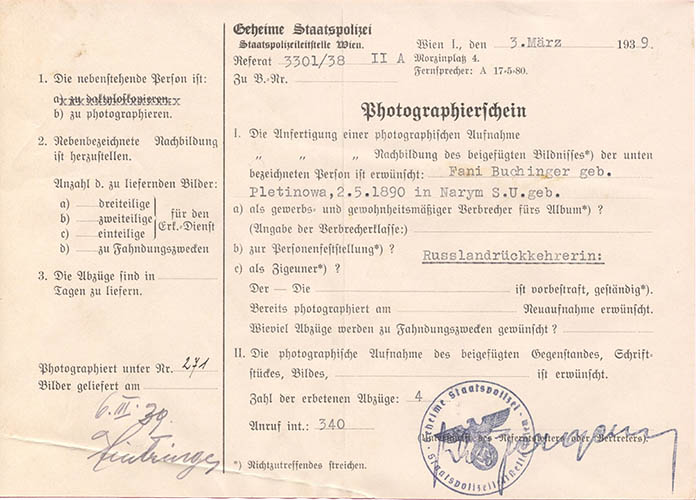 Geheime Staatspolizei
Staatspolizeileitstelle Wien.
Referat 3301/38 II A
Zu B.-Nr.
Wien I., den 3. März 1939.
Morzinplatz 4.
Fernsprecher: A 17-5-80.
1. Die nebenstehende Person ist:
a) zu daktyloskopieren
b) zu photographieren.
2. Nebenbezeichnete Nachbildung
ist herzustellen.
Anzahl d. zu liefernden Bilder:
a) dreiteilige
b) zweiteilige
c) einteilige
für den
Erk.-Dienst
d) zu Fahndungszwecken
3. Die Abzüge sind in
Tagen zu liefern.
Photographiert unter Nr. 271
Bilder geliefert am
6. III. 39.
Photographierschein
I. Die Anfertigung einer photographischen Aufnahme
„ „ „ Nachbildung des beigefügten Bildnisses*) der unten
bezeichneten Person ist erwünscht: Fani Buchinger geb.
Pletinowa, 2.5.1890 in Narym S.U.geb.
a) als gewerbs- und gewohnheitsmäßiger Verbrecher fürs Album*) ?
(Angabe der Verbrecherklasse:)
b) zur Personenfeststellung*) ? Russlandrückkehrerin:
c) als Zigeuner*) ?
Der — Die ist vorbestraft, geständig*).
Bereits photographiert am Neuaufnahme erwünscht.
Wieviel Abzüge werden zu Fahndungszwecken gewünscht ?
II. Die photographische Aufnahme des beigefügten Gegenstandes, Schrift-
stückes, Bildes, ist erwünscht.
Zahl der erbetenen Abzüge: 4
Anruf int.: 340
(Unterschrift des Referatsleiters oder Vertreters)
*) Nichtzutreffendes streichen.
Geheime Staatspolizei